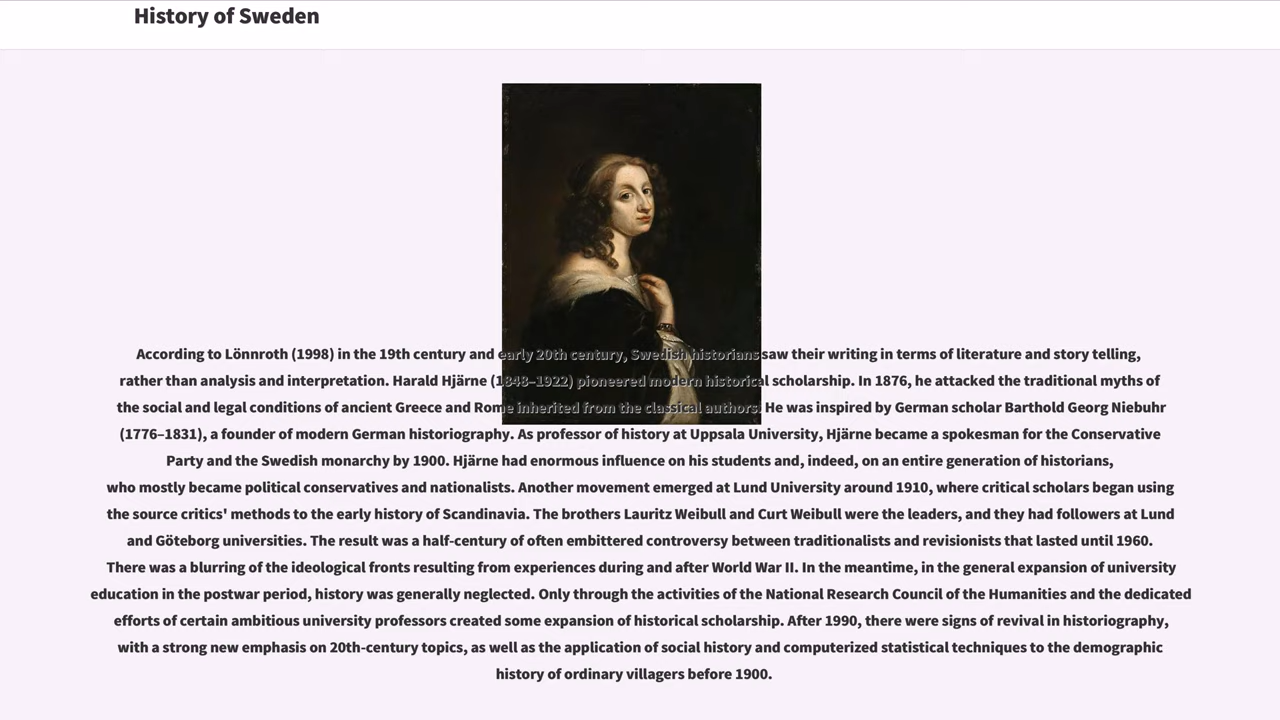 History of Sweden
According to Lönnroth (1998) in the 19th century and early 20th century, Swedish historians saw their writing in terms of literature and story telling,
rather than analysis and interpretation. Harald Hjärne (1848–1922) pioneered modern historical scholarship. In 1876, he attacked the traditional myths of
the social and legal conditions of ancient Greece and Rome inherited from the classical authors. He was inspired by German scholar Barthold Georg Niebuhr
(1776–1831), a founder of modern German historiography. As professor of history at Uppsala University, Hjärne became a spokesman for the Conservative
Party and the Swedish monarchy by 1900. Hjärne had enormous influence on his students and, indeed, on an entire generation of historians,
who mostly became political conservatives and nationalists. Another movement emerged at Lund University around 1910, where critical scholars began using
the source critics' methods to the early history of Scandinavia. The brothers Lauritz Weibull and Curt Weibull were the leaders, and they had followers at Lund
and Göteborg universities. The result was a half-century of often embittered controversy between traditionalists and revisionists that lasted until 1960.
There was a blurring of the ideological fronts resulting from experiences during and after World War II. In the meantime, in the general expansion of university
education in the postwar period, history was generally neglected. Only through the activities of the National Research Council of the Humanities and the dedicated
efforts of certain ambitious university professors created some expansion of historical scholarship. After 1990, there were signs of revival in historiography,
with a strong new emphasis on 20th-century topics, as well as the application of social history and computerized statistical techniques to the demographic
history of ordinary villagers before 1900.